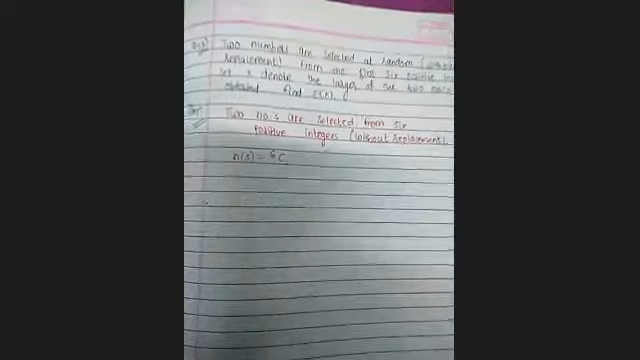 Two numbers are selected at random (without
replacement) from the first six positive
let x denote the larger of the two
obtained find E(X).
Two no.s are selected from six
positive integers (without replacement).
n(s) = ⁶C